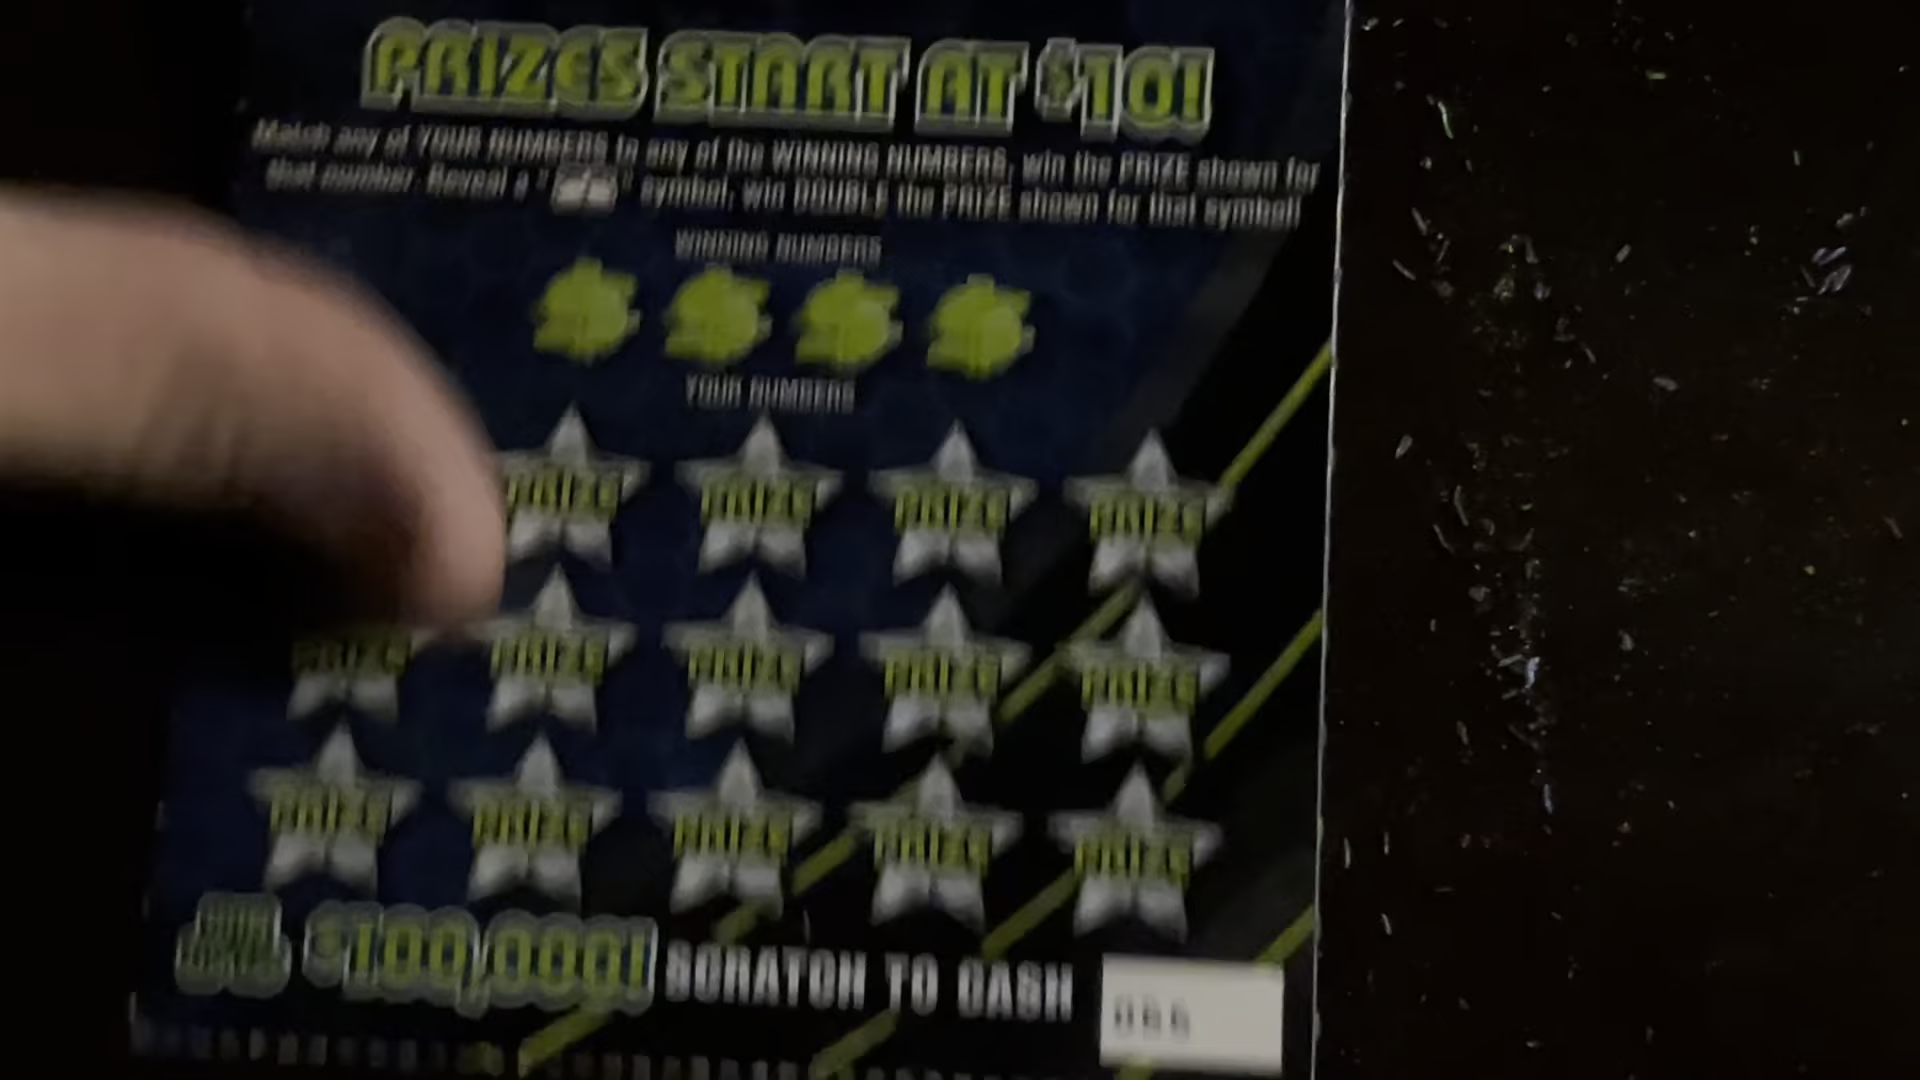 PRIZES START AT $10!
Match any of YOUR NUMBERS to any of the WINNING NUMBERS, win the PRIZE shown for
that number. Reveal a " " symbol, win DOUBLE the PRIZE shown for that symbol!
WINNING NUMBERS
YOUR NUMBERS
PRIZE PRIZE PRIZE PRIZE
PRIZE PRIZE PRIZE PRIZE PRIZE
PRIZE PRIZE PRIZE PRIZE PRIZE
$100,000! SCRATCH TO CASH
066